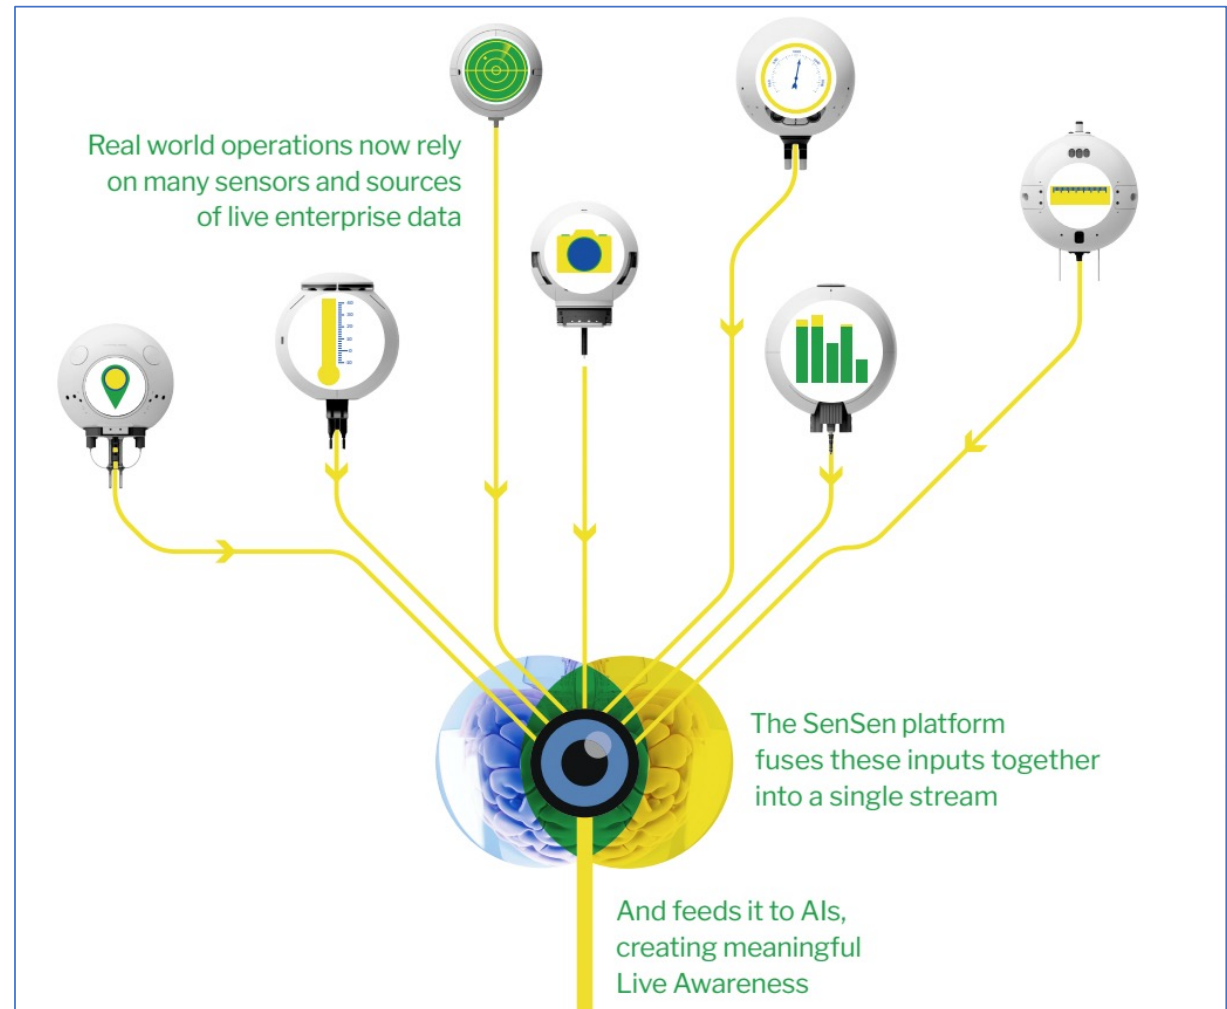 Real world operations now rely
on many sensors and sources
of live enterprise data
The SenSen platform
fuses these inputs together
into a single stream
And feeds it to AIs,
creating meaningful
Live Awareness